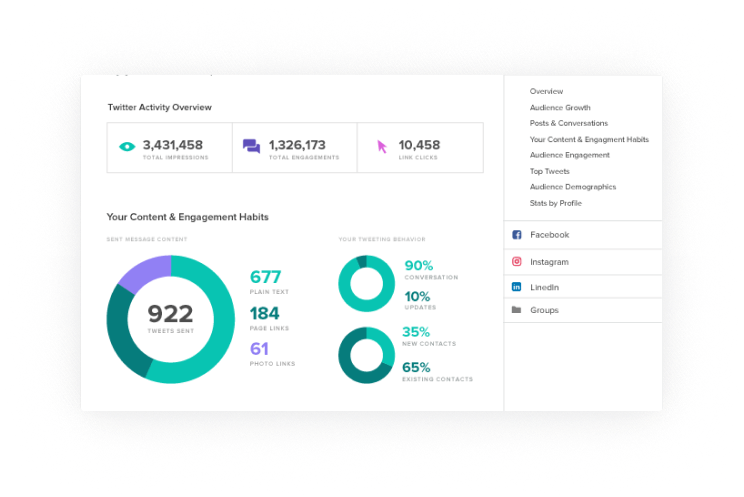 Twitter Activity Overview
3,431,458
TOTAL IMPRESSIONS
1,326,173
TOTAL ENGAGEMENTS
10,458
LINK CLICKS
Your Content & Engagement Habits
SENT MESSAGE CONTENT
922
TWEETS SENT
677
PLAIN TEXT
184
PAGE LINKS
61
PHOTO LINKS
YOUR TWEETING BEHAVIOR
90%
CONVERSATION
10%
UPDATES
35%
NEW CONTACTS
65%
EXISTING CONTACTS
Overview
Audience Growth
Posts & Conversations
Your Content & Engagment Habits
Audience Engagement
Top Tweets
Audience Demographics
Stats by Profile
Facebook
Instagram
LinedIn
Groups